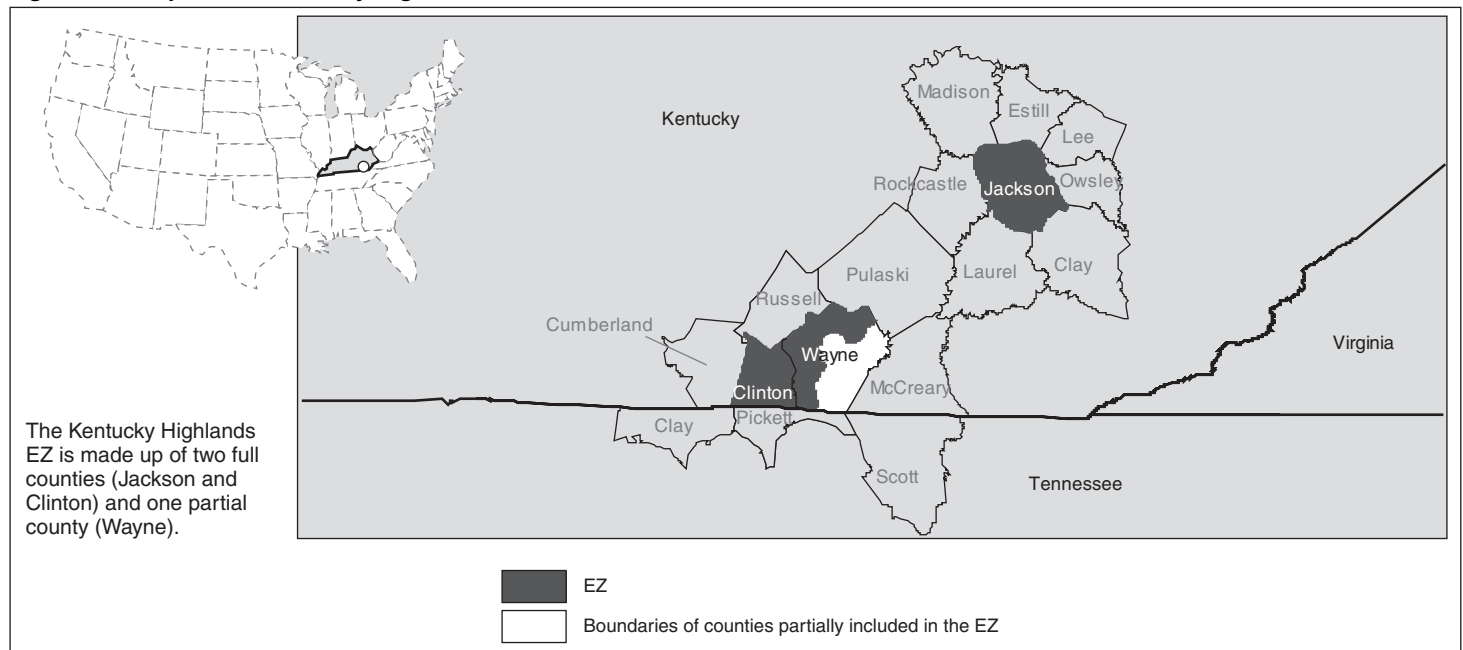 Kentucky
Madison
Estill
Lee
Rockcastle
Jackson
Owsley
Pulaski
Laurel
Clay
Russell
Cumberland
Wayne
Virginia
Clinton
McCreary
Clay
Pickett
Scott
Tennessee
The Kentucky Highlands
EZ is made up of two full
counties (Jackson and
Clinton) and one partial
county (Wayne).
EZ
Boundaries of counties partially included in the EZ